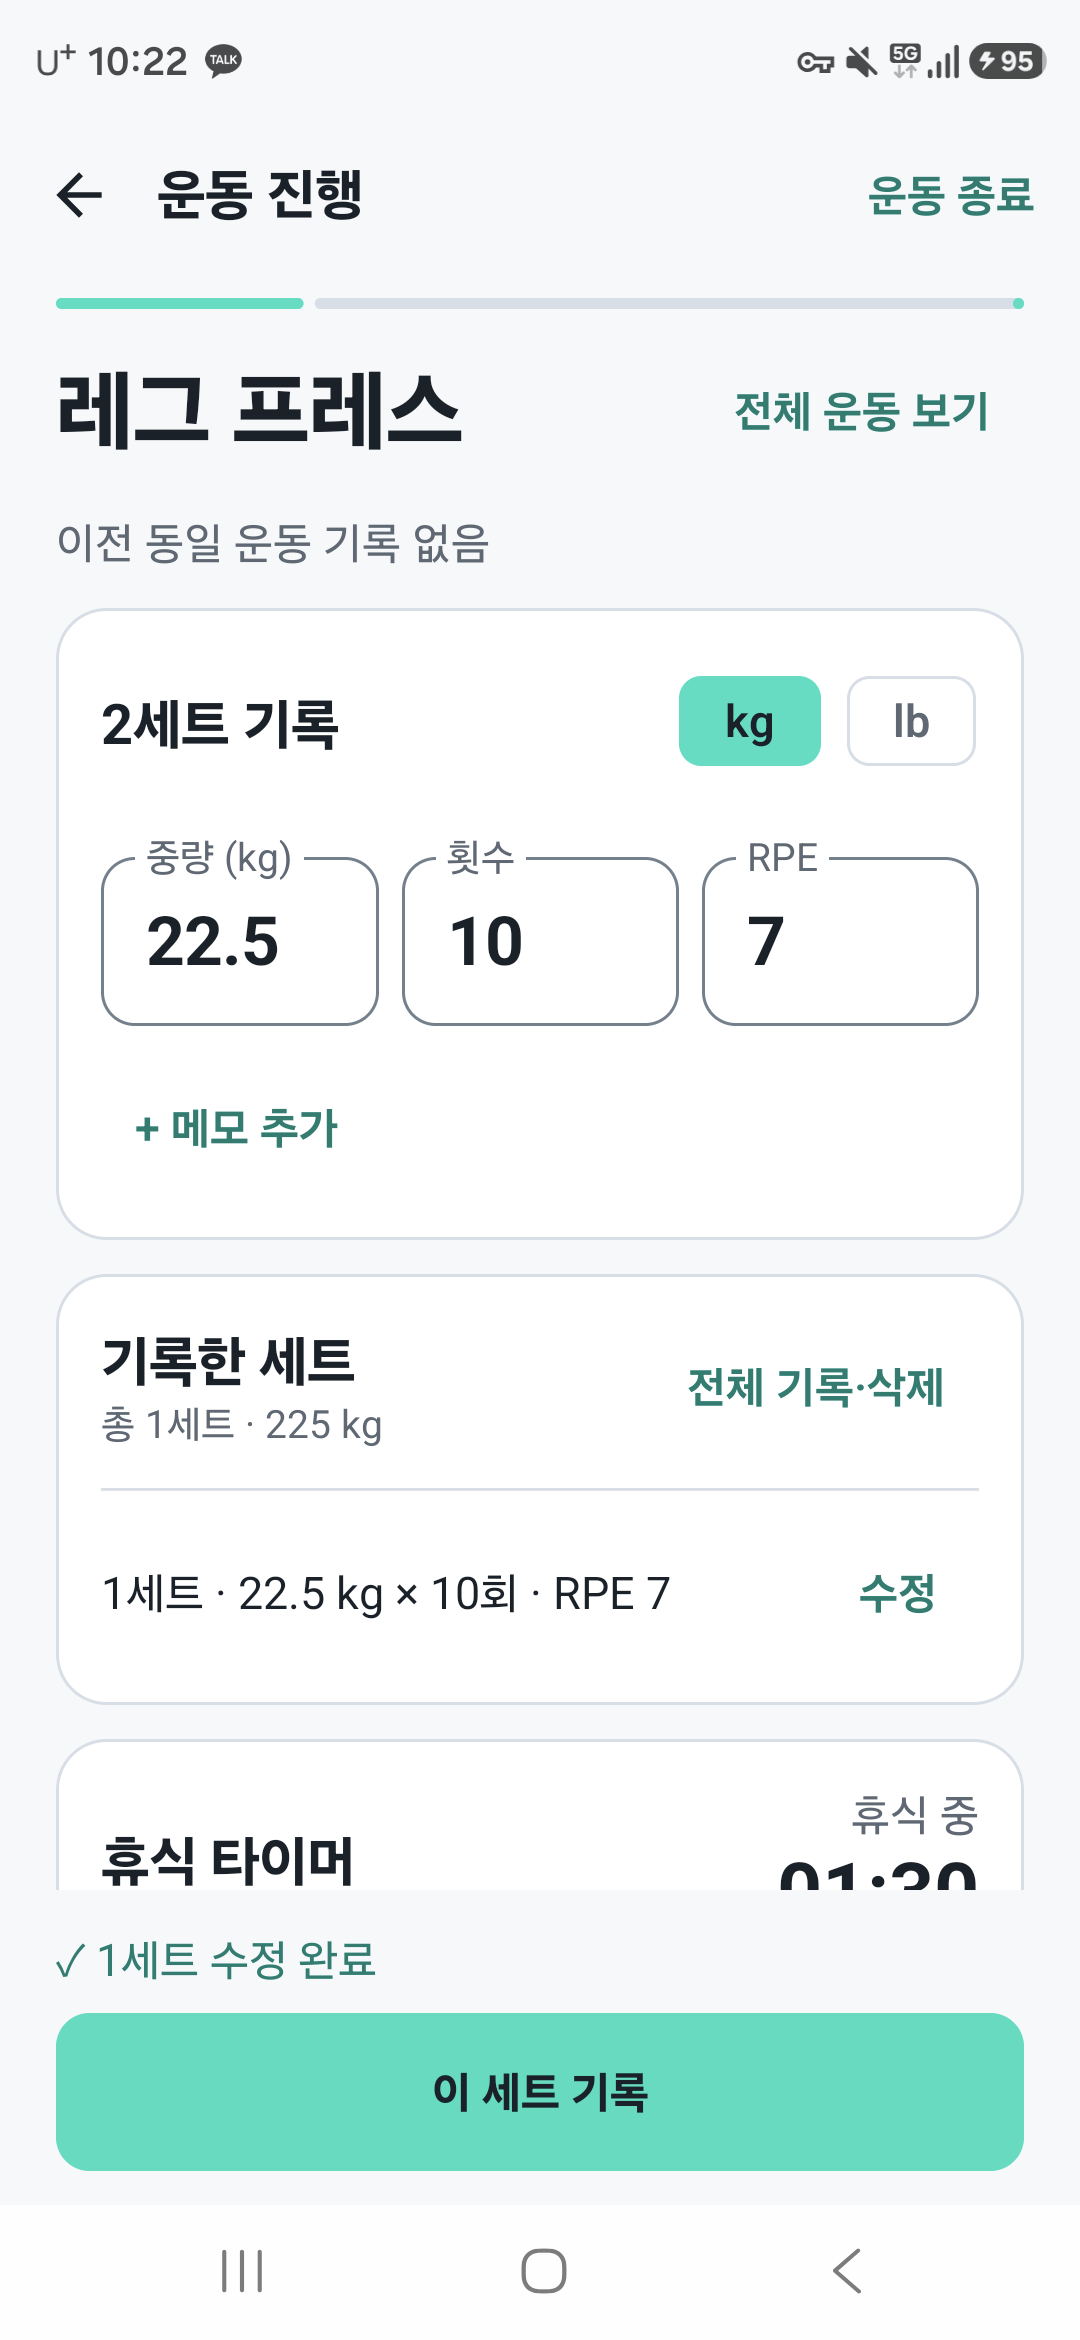 U+ 10:22 TALK 5G 95
운동 진행 운동 종료
레그 프레스 전체 운동 보기
이전 동일 운동 기록 없음
2세트 기록 kg lb
중량 (kg) 횟수 RPE
22.5 10 7
+ 메모 추가
기록한 세트 전체 기록·삭제
총 1세트 · 225 kg
1세트 · 22.5 kg × 10회 · RPE 7 수정
휴식 중
휴식 타이머 01:30
✓ 1세트 수정 완료
이 세트 기록